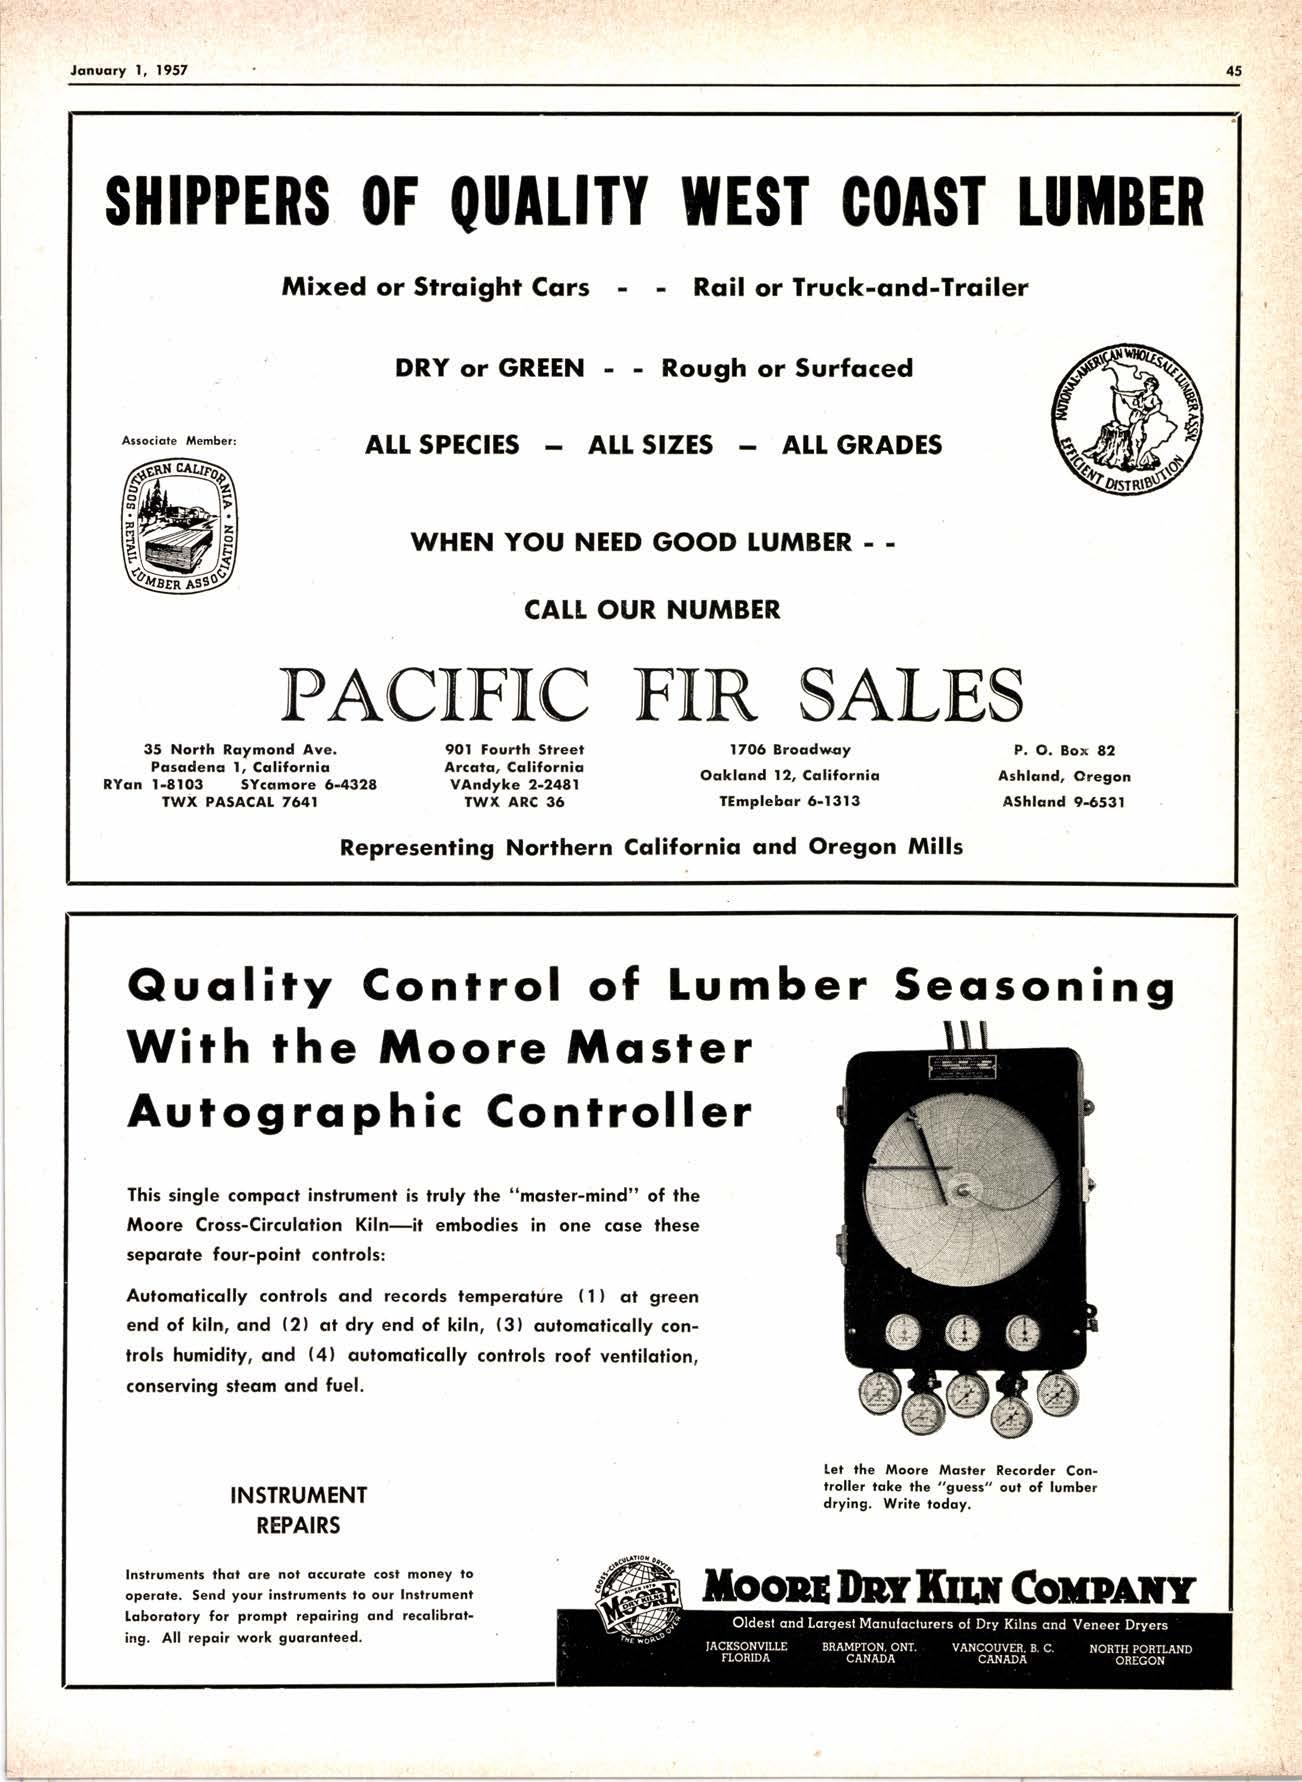 January 1, 1957
45
SHIPPERS OF QUALITY WEST COAST LUMBER
Mixed or Straight Cars - - Rail or Truck-and-Trailer
DRY or GREEN - - Rough or Surfaced
ALL SPECIES — ALL SIZES — ALL GRADES
NATIONAL-AMERICAN WHOLESALE LUMBER ASSN.
EFFICIENT DISTRIBUTION
Associate Member:
SOUTHERN CALIFORNIA
• RETAIL LUMBER ASSOCIATION •
WHEN YOU NEED GOOD LUMBER - -
CALL OUR NUMBER
PACIFIC FIR SALES
35 North Raymond Ave.
Pasadena 1, California
RYan 1-8103 SYcamore 6-4328
TWX PASACAL 7641
901 Fourth Street
Arcata, California
VAndyke 2-2481
TWX ARC 36
1706 Broadway
Oakland 12, California
TEmplebar 6-1313
P. O. Box 82
Ashland, Oregon
AShland 9-6531
Representing Northern California and Oregon Mills
Quality Control of Lumber Seasoning
With the Moore Master
Autographic Controller
This single compact instrument is truly the "master-mind" of the
Moore Cross-Circulation Kiln—it embodies in one case these
separate four-point controls:
Automatically controls and records temperature (1) at green
end of kiln, and (2) at dry end of kiln, (3) automatically con-
trols humidity, and (4) automatically controls roof ventilation,
conserving steam and fuel.
Let the Moore Master Recorder Con-
troller take the "guess" out of lumber
drying. Write today.
INSTRUMENT
REPAIRS
Instruments that are not accurate cost money to
operate. Send your instruments to our Instrument
Laboratory for prompt repairing and recalibrat-
ing. All repair work guaranteed.
CROSS-CIRCULATION DRYERS
SINCE 1879
MOORE
DRY KILNS
THE WORLD OVER
MOORE DRY KILN COMPANY
Oldest and Largest Manufacturers of Dry Kilns and Veneer Dryers
JACKSONVILLE
FLORIDA
BRAMPTON, ONT.
CANADA
VANCOUVER, B. C.
CANADA
NORTH PORTLAND
OREGON